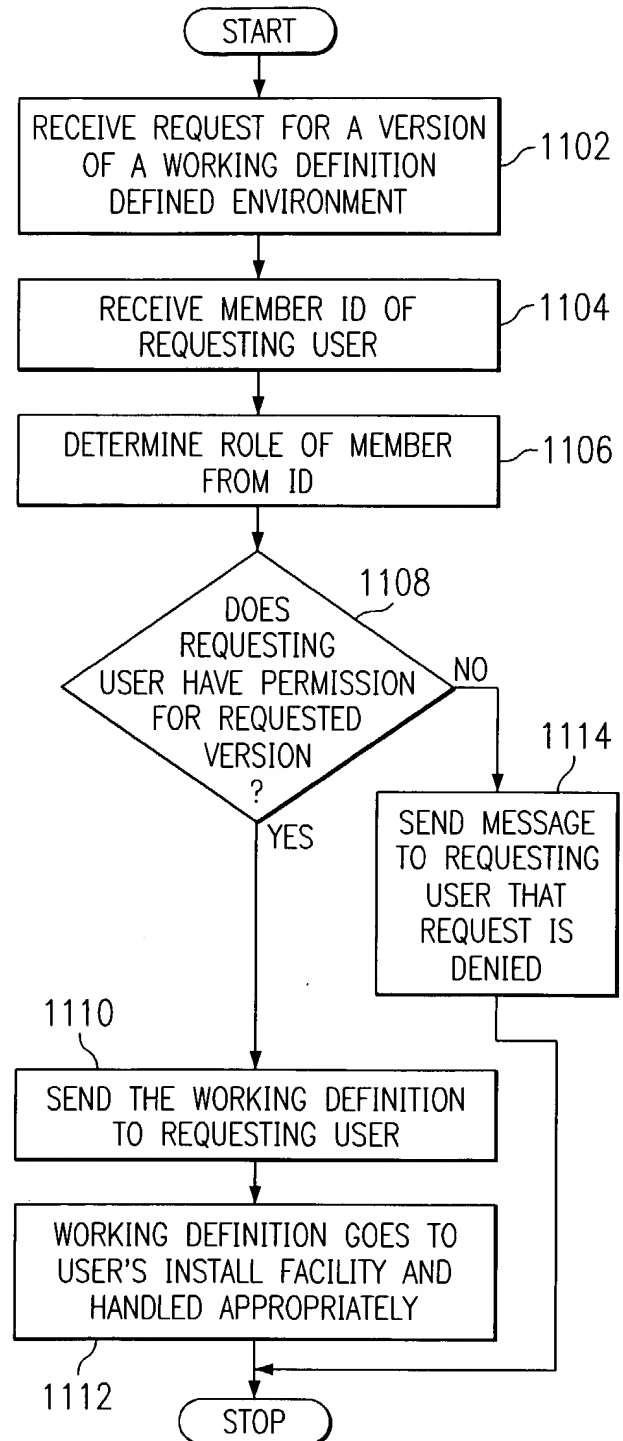 START
RECEIVE REQUEST FOR A VERSION
OF A WORKING DEFINITION
DEFINED ENVIRONMENT
1102
RECEIVE MEMBER ID OF
REQUESTING USER
1104
DETERMINE ROLE OF MEMBER
FROM ID
1106
1108
DOES
REQUESTING
USER HAVE PERMISSION
FOR REQUESTED
VERSION
?
NO
YES
1114
SEND MESSAGE
TO REQUESTING
USER THAT
REQUEST IS
DENIED
1110
SEND THE WORKING DEFINITION
TO REQUESTING USER
WORKING DEFINITION GOES TO
USER'S INSTALL FACILITY AND
HANDLED APPROPRIATELY
1112
STOP